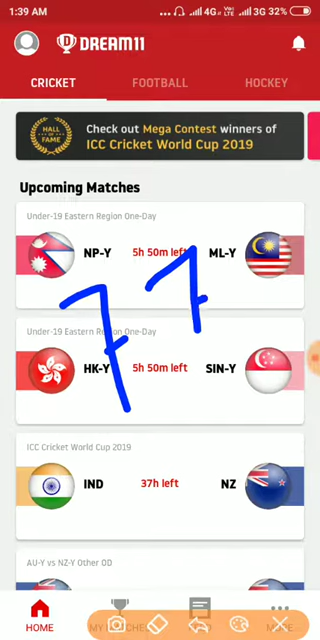 1:39 AM ... 4G Vo LTE 3G 32%
DREAM11
CRICKET FOOTBALL HOCKEY
HALL OF FAME
Check out Mega Contest winners of
ICC Cricket World Cup 2019
Upcoming Matches
Under-19 Eastern Region One-Day
NP-Y 5h 50m left ML-Y
77
Under-19 Eastern Region One-Day
HK-Y 5h 50m left SIN-Y
ICC Cricket World Cup 2019
IND 37h left NZ
AU-Y vs NZ-Y Other OD
HOME